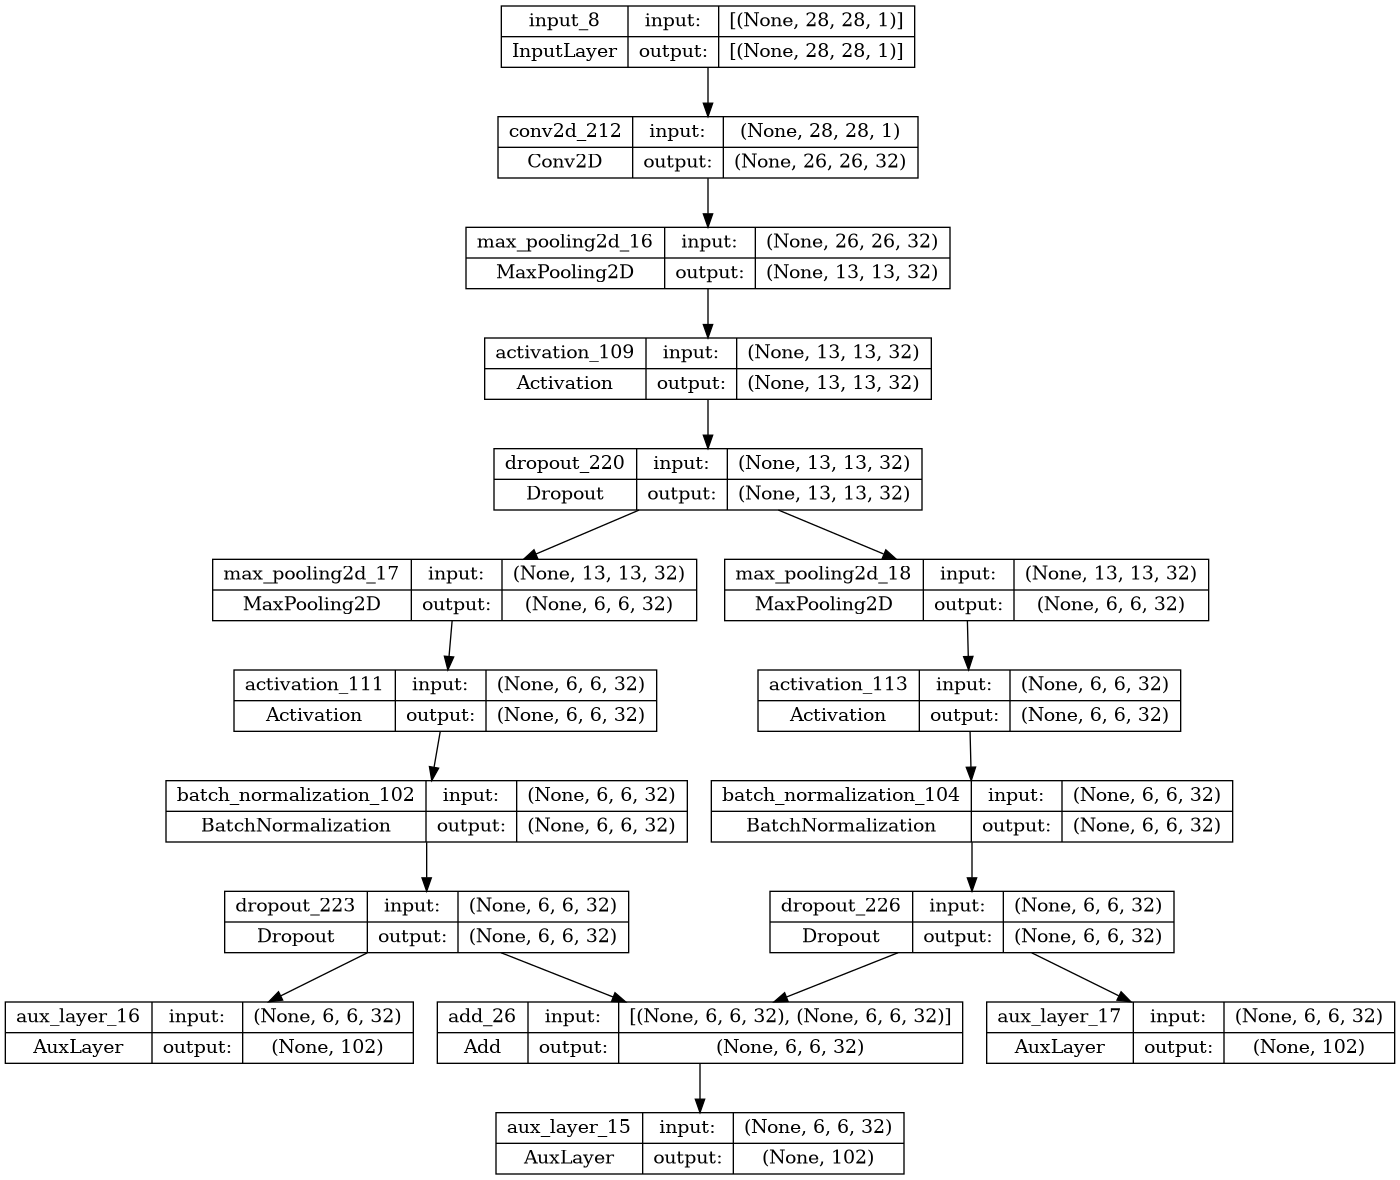 input_8 input: [(None, 28, 28, 1)]
InputLayer output: [(None, 28, 28, 1)]
conv2d_212 input: (None, 28, 28, 1)
Conv2D output: (None, 26, 26, 32)
max_pooling2d_16 input: (None, 26, 26, 32)
MaxPooling2D output: (None, 13, 13, 32)
activation_109 input: (None, 13, 13, 32)
Activation output: (None, 13, 13, 32)
dropout_220 input: (None, 13, 13, 32)
Dropout output: (None, 13, 13, 32)
max_pooling2d_17 input: (None, 13, 13, 32)
MaxPooling2D output: (None, 6, 6, 32)
max_pooling2d_18 input: (None, 13, 13, 32)
MaxPooling2D output: (None, 6, 6, 32)
activation_111 input: (None, 6, 6, 32)
Activation output: (None, 6, 6, 32)
activation_113 input: (None, 6, 6, 32)
Activation output: (None, 6, 6, 32)
batch_normalization_102 input: (None, 6, 6, 32)
BatchNormalization output: (None, 6, 6, 32)
batch_normalization_104 input: (None, 6, 6, 32)
BatchNormalization output: (None, 6, 6, 32)
dropout_223 input: (None, 6, 6, 32)
Dropout output: (None, 6, 6, 32)
dropout_226 input: (None, 6, 6, 32)
Dropout output: (None, 6, 6, 32)
aux_layer_16 input: (None, 6, 6, 32)
AuxLayer output: (None, 102)
add_26 input: [(None, 6, 6, 32), (None, 6, 6, 32)]
Add output: (None, 6, 6, 32)
aux_layer_17 input: (None, 6, 6, 32)
AuxLayer output: (None, 102)
aux_layer_15 input: (None, 6, 6, 32)
AuxLayer output: (None, 102)